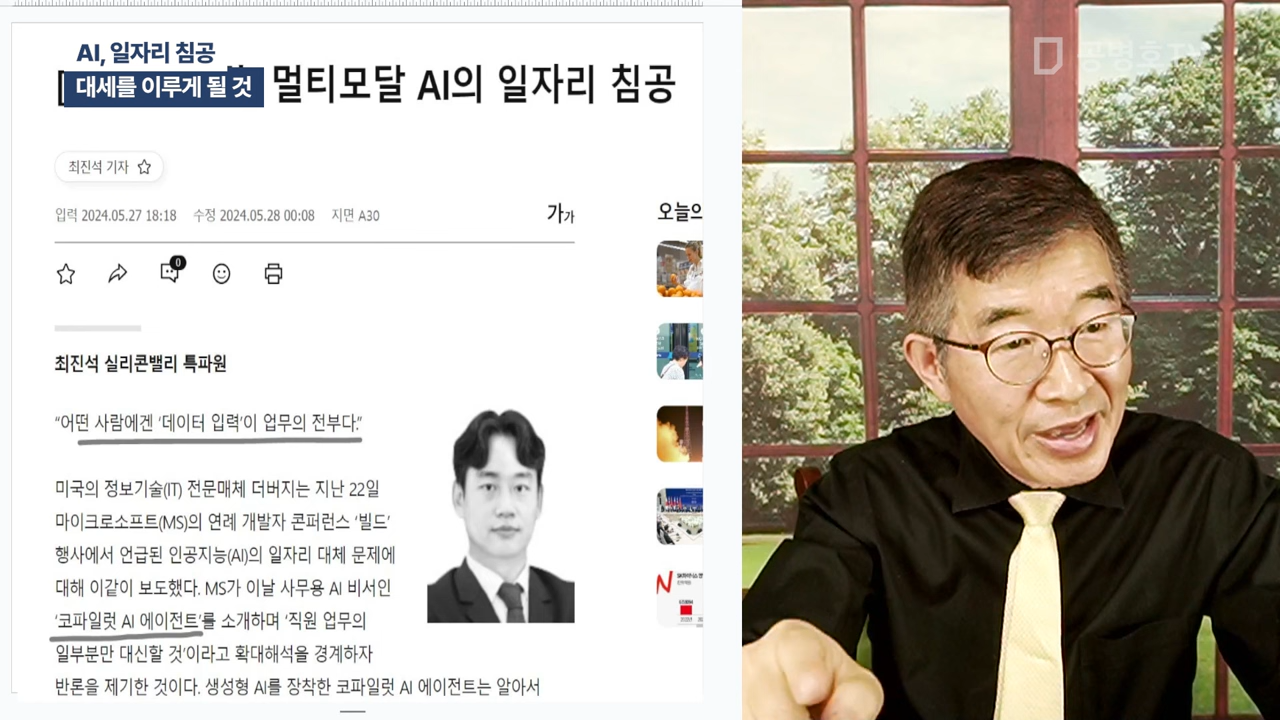 AI, 일자리 침공
대세를 이루게 될 것
멀티모달 AI의 일자리 침공
공병호TV
최진석 기자
입력 2024.05.27 18:18 수정 2024.05.28 00:08 지면 A30
가가
오늘의
0
최진석 실리콘밸리 특파원
“어떤 사람에겐 ‘데이터 입력’이 업무의 전부다.”
미국의 정보기술(IT) 전문매체 더버지는 지난 22일
마이크로소프트(MS)의 연례 개발자 콘퍼런스 ‘빌드’
행사에서 언급된 인공지능(AI)의 일자리 대체 문제에
대해 이같이 보도했다. MS가 이날 사무용 AI 비서인
‘코파일럿 AI 에이전트’를 소개하며 ‘직원 업무의
일부분만 대신할 것’이라고 확대해석을 경계하자
반론을 제기한 것이다. 생성형 AI를 장착한 코파일럿 AI 에이전트는 알아서